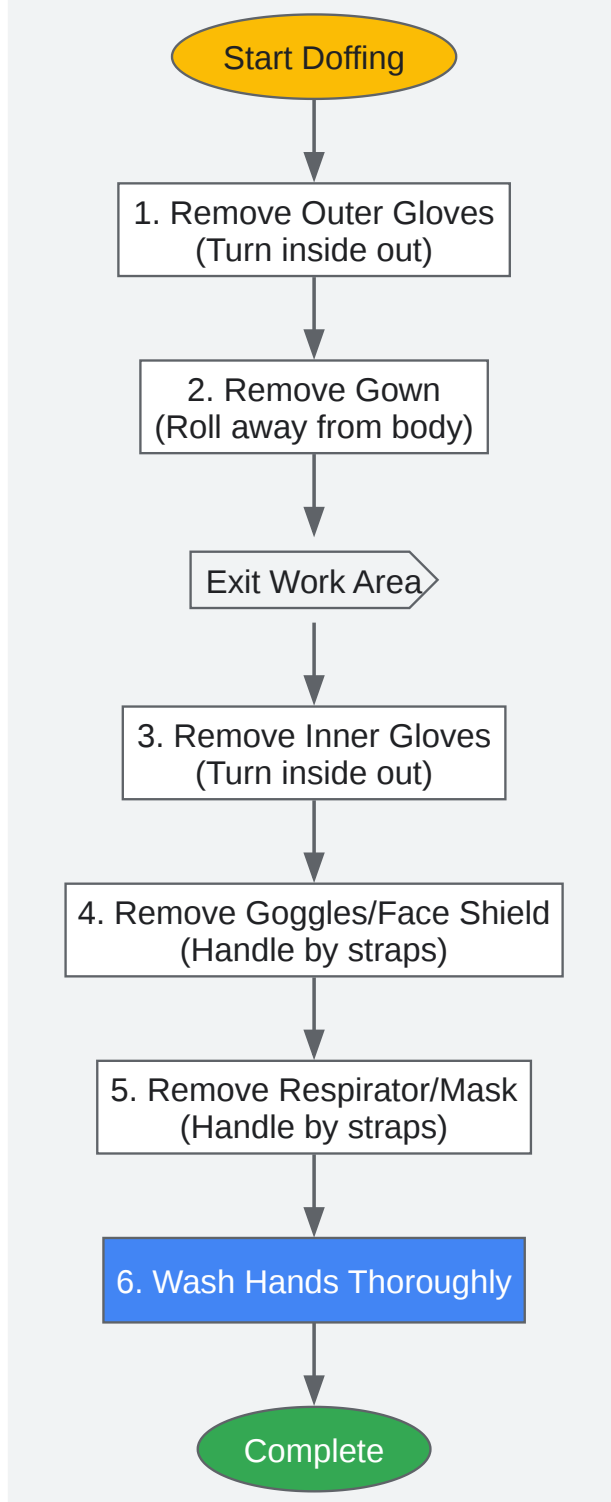 Start Doffing
1. Remove Outer Gloves
(Turn inside out)
2. Remove Gown
(Roll away from body)
Exit Work Area
3. Remove Inner Gloves
(Turn inside out)
4. Remove Goggles/Face Shield
(Handle by straps)
5. Remove Respirator/Mask
(Handle by straps)
6. Wash Hands Thoroughly
Complete